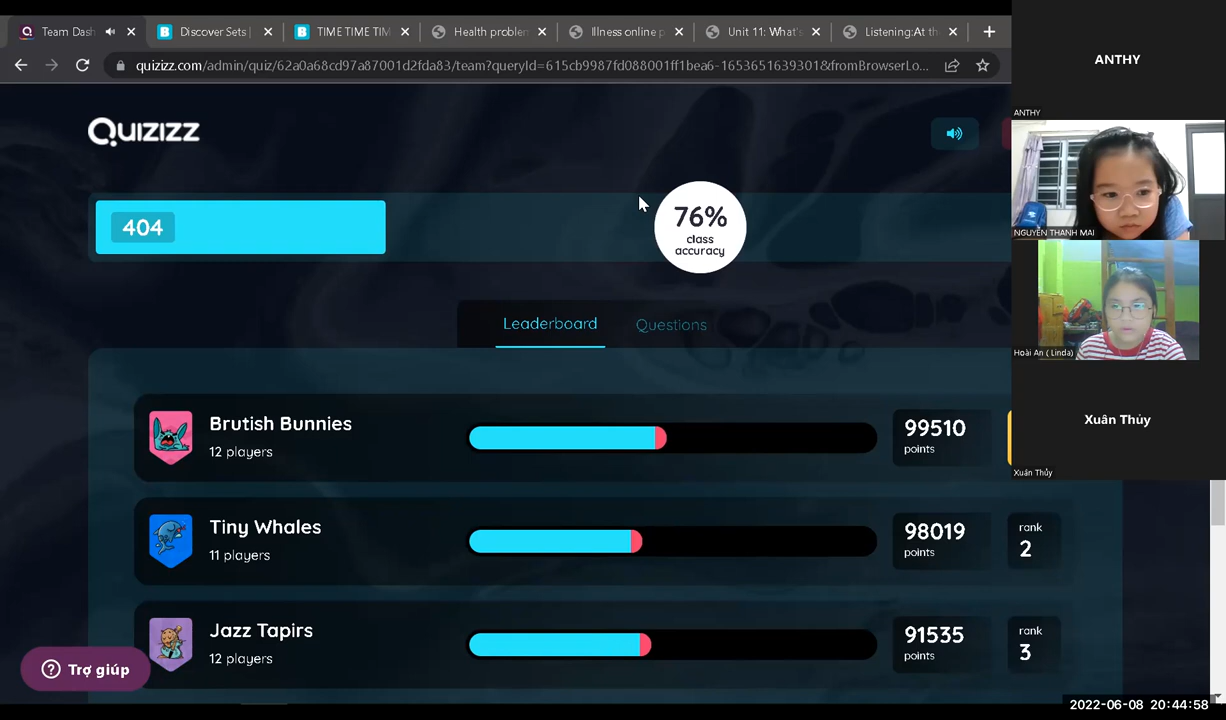 Team Dash
Discover Sets |
TIME TIME TIM
Health problem
Illness online p
Unit 11: What's
Listening:At th
quizizz.com/admin/quiz/62a0a68cd97a87001d2fda83/team?queryId=615cb9987fd088001ff1bea6-1653651639301&fromBrowserLo...
QUIZIZZ
404
76%
class
accuracy
Leaderboard
Questions
Brutish Bunnies
12 players
99510
points
Tiny Whales
11 players
98019
points
rank
2
Jazz Tapirs
12 players
91535
points
rank
3
Trợ giúp
ANTHY
ANTHY
NGUYEN THANH MAI
Hoài An ( Linda)
Xuân Thủy
Xuân Thủy
2022-06-08 20:44:58